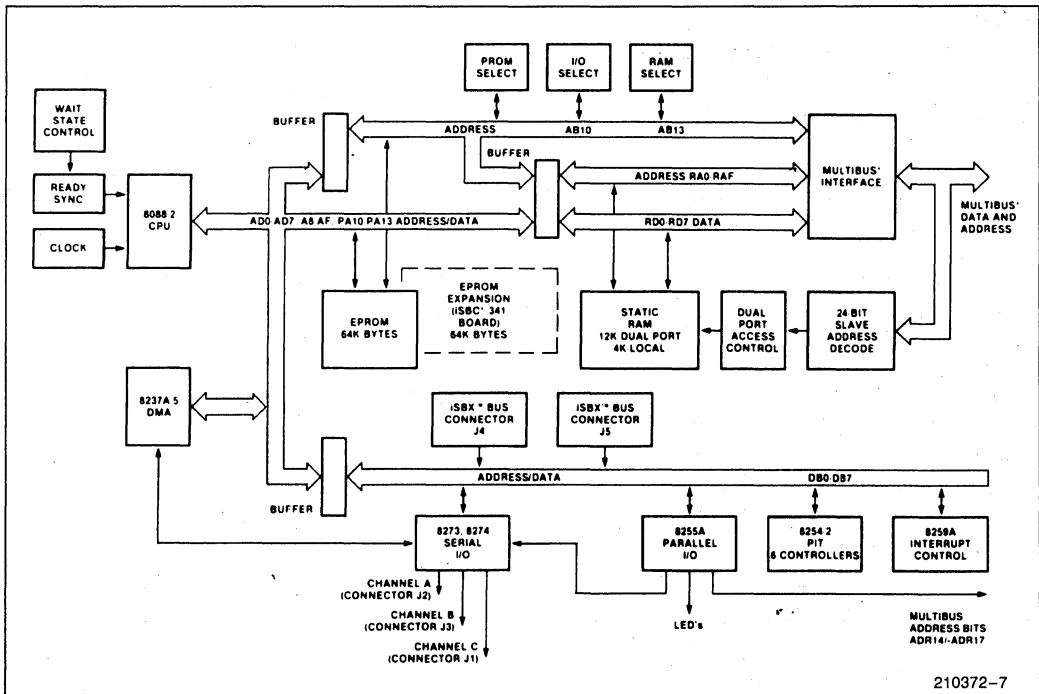 PROM
SELECT
I/O
SELECT
RAM
SELECT
WAIT
STATE
CONTROL
BUFFER
ADDRESS AB10 AB13
BUFFER
READY
SYNC
8088 2
CPU
CLOCK
ADDRESS RA0-RAF
MULTIBUS*
INTERFACE
AD0 AD7 A8 AF, PA10 PA13 ADDRESS/DATA
RD0-RD7 DATA
MULTIBUS*
DATA AND
ADDRESS
EPROM
64K BYTES
EPROM
EXPANSION
(iSBC* 341
BOARD)
64K BYTES
STATIC
RAM
12K DUAL PORT
4K LOCAL
DUAL
PORT
ACCESS
CONTROL
24-BIT
SLAVE
ADDRESS
DECODE
8237A 5
DMA
iSBX™ BUS
CONNECTOR
J4
iSBX™ BUS
CONNECTOR
J5
ADDRESS/DATA DB0-DB7
BUFFER
8273, 8274
SERIAL
I/O
8255A
PARALLEL
I/O
8254-2
PIT
6 CONTROLLERS
8259A
INTERRUPT
CONTROL
CHANNEL A
(CONNECTOR J2)
CHANNEL B
(CONNECTOR J3)
CHANNEL C
(CONNECTOR J1)
LED's
MULTIBUS
ADDRESS BITS
ADR14/-ADR17
210372-7